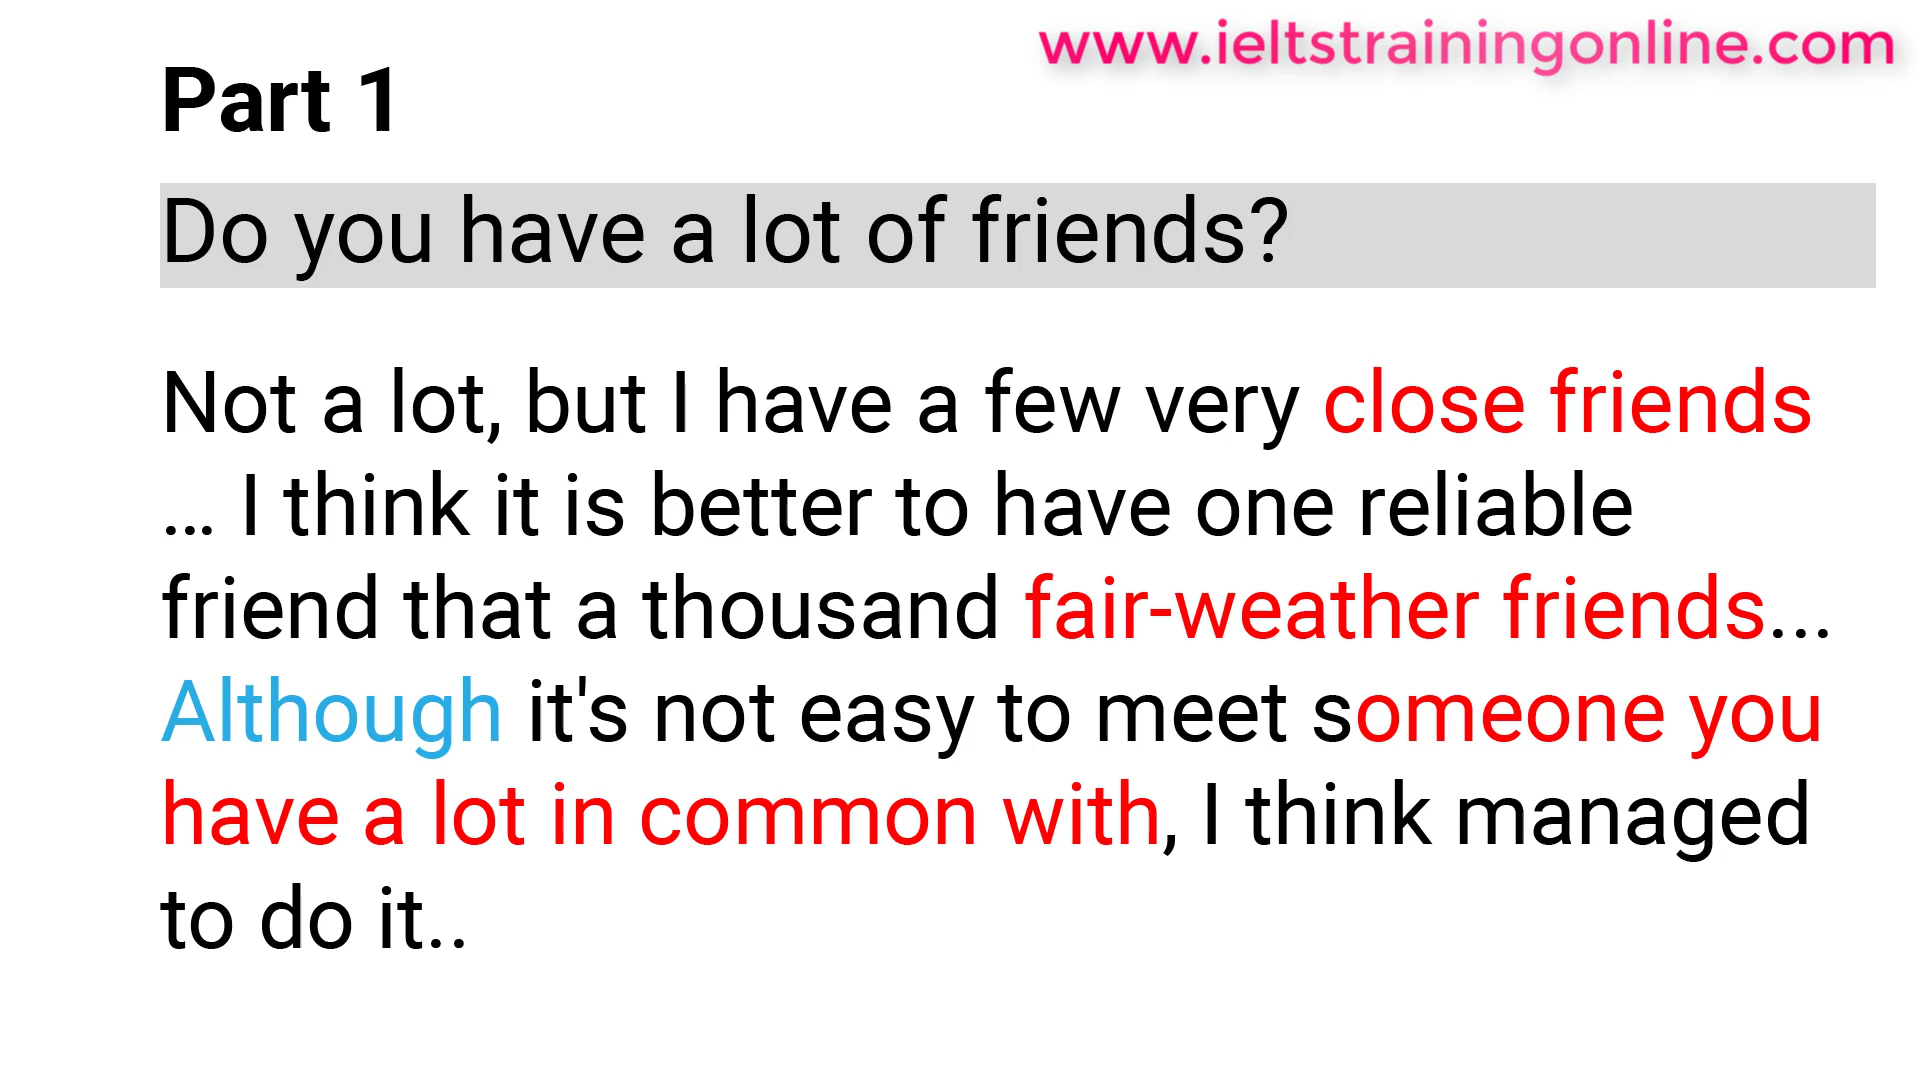 www.ieltstrainingonline.com
Part 1
Do you have a lot of friends?
Not a lot, but I have a few very close friends
... I think it is better to have one reliable
friend that a thousand fair-weather friends...
Although it's not easy to meet someone you
have a lot in common with, I think managed
to do it..